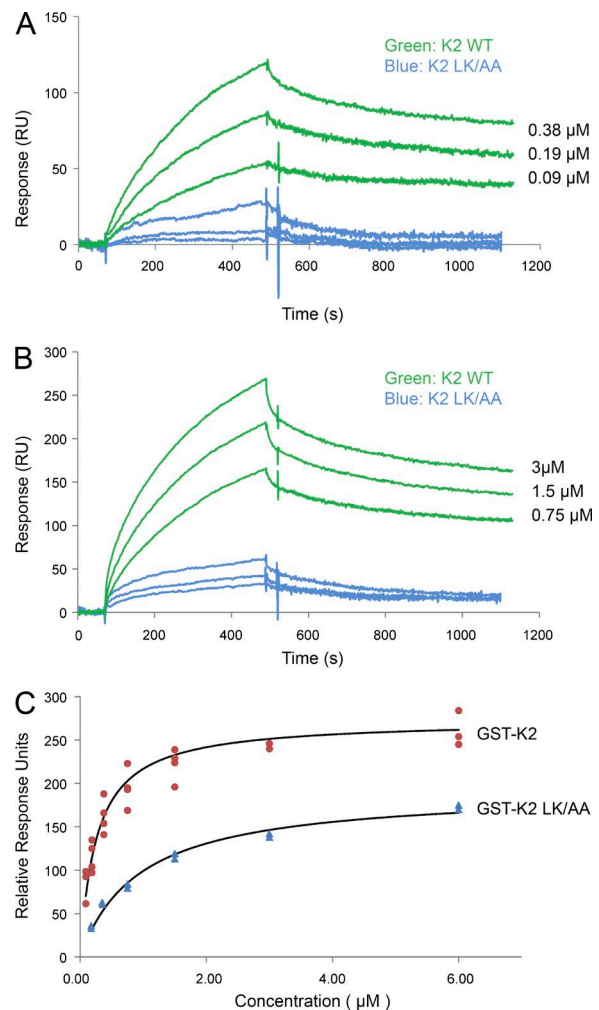 A
150
Green: K2 WT
Blue: K2 LK/AA
100
0.38 µM
0.19 µM
0.09 µM
50
0
0 200 400 600 800 1000 1200
Response (RU)
Time (s)
B
300
Green: K2 WT
Blue: K2 LK/AA
250
200
3µM
1.5 µM
0.75 µM
150
100
50
0
0 200 400 600 800 1000 1200
Response (RU)
Time (s)
C
300
GST-K2
250
200
GST-K2 LK/AA
150
100
50
0
0.00 2.00 4.00 6.00
Relative Response Units
Concentration ( µM)